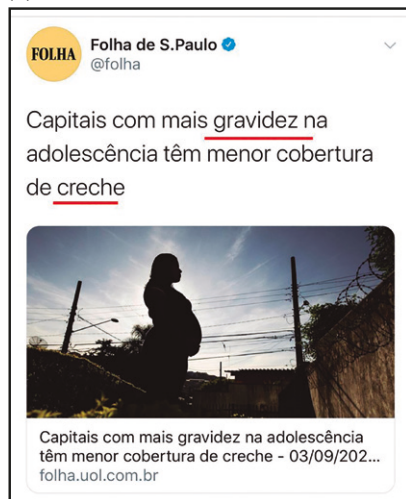 FOLHA
Folha de S.Paulo
@folha
Capitais com mais gravidez na
adolescência têm menor cobertura
de creche
Capitais com mais gravidez na adolescência
têm menor cobertura de creche - 03/09/202...
folha.uol.com.br